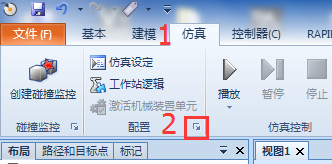 文件(F) 基本 建模 1 仿真 控制器(C) RAPI
仿真设定
工作站逻辑
激活机械装置单元
创建碰撞监控
播放 暂停 停止
碰撞监控 配置 2 仿真控制
布局 路径和目标点 标记 视图1